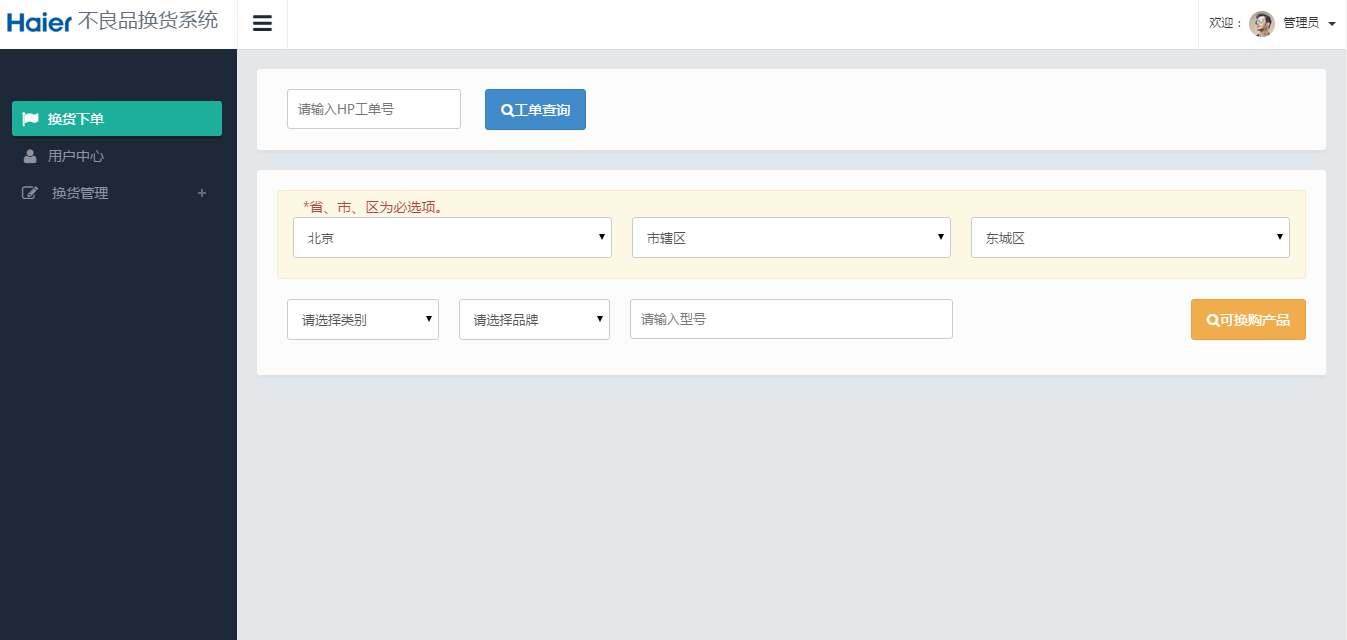 Haier 不良品换货系统
欢迎： 管理员
换货下单
用户中心
换货管理 +
请输入HP工单号 工单查询
*省、市、区为必选项。
北京 市辖区 东城区
请选择类别 请选择品牌 请输入型号 可换购产品